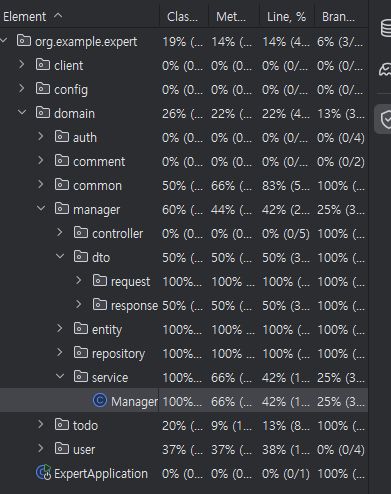 Element Clas... Met... Line, % Bran...
org.example.expert 19% (... 14% (... 14% (4... 6% (3/...
client 0% (0... 0% (0... 0% (0/... 0% (0/...
config 0% (0... 0% (0... 0% (0/... 0% (0/...
domain 26% (... 22% (... 22% (4... 13% (3...
auth 0% (0... 0% (0... 0% (0/... 0% (0/4)
comment 0% (0... 0% (0... 0% (0/... 0% (0/2)
common 50% (... 66% (... 83% (5... 100% (...
manager 60% (... 44% (... 42% (2... 25% (3...
controller 0% (0... 0% (0... 0% (0/5) 100% (...
dto 50% (... 50% (... 50% (3... 100% (...
request 100%... 100% ... 100% (... 100% (...
response 50% (... 50% (... 50% (3... 100% (...
entity 100%... 100% ... 100% (... 100% (...
repository 100%... 100% ... 100% (... 100% (...
service 100%... 66% (... 42% (1... 25% (3...
Manager 100%... 66% (... 42% (1... 25% (3...
todo 20% (... 9% (1... 13% (8... 100% (...
user 37% (... 37% (... 38% (1... 0% (0/4)
ExpertApplication 0% (0... 0% (0... 0% (0/1) 100% (...